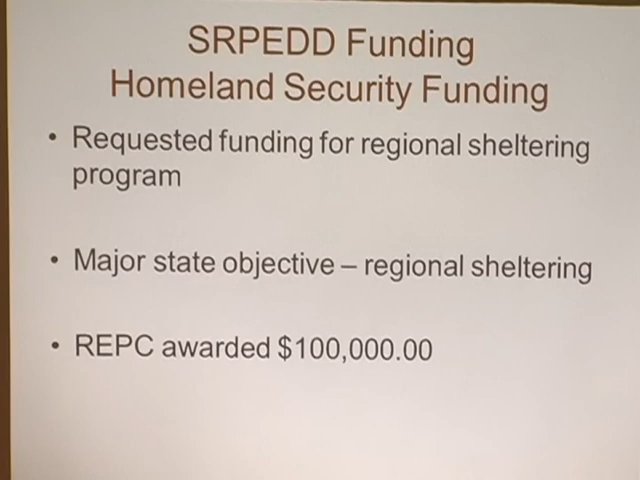 SRPEDD Funding
Homeland Security Funding
• Requested funding for regional sheltering
program
• Major state objective – regional sheltering
• REPC awarded $100,000.00